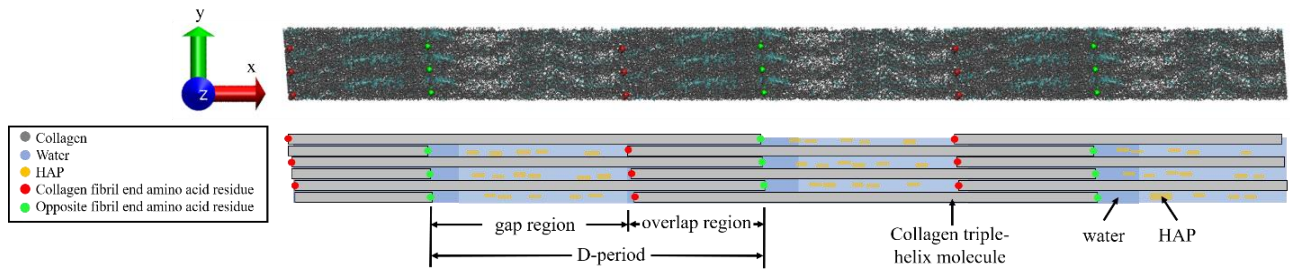 y
x
z
Collagen
Water
HAP
Collagen fibril end amino acid residue
Opposite fibril end amino acid residue
gap region
overlap region
D-period
Collagen triple-
helix molecule
water
HAP